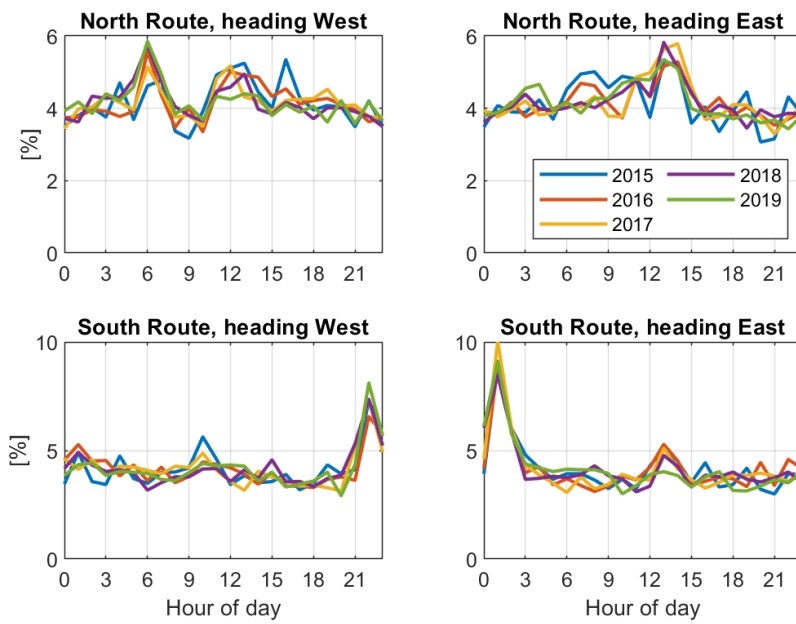 North Route, heading West
[%]
6
4
2
0
0 3 6 9 12 15 18 21
North Route, heading East
6
4
2
0
0 3 6 9 12 15 18 21
2015 2018
2016 2019
2017
South Route, heading West
[%]
10
5
0
0 3 6 9 12 15 18 21
Hour of day
South Route, heading East
10
5
0
0 3 6 9 12 15 18 21
Hour of day